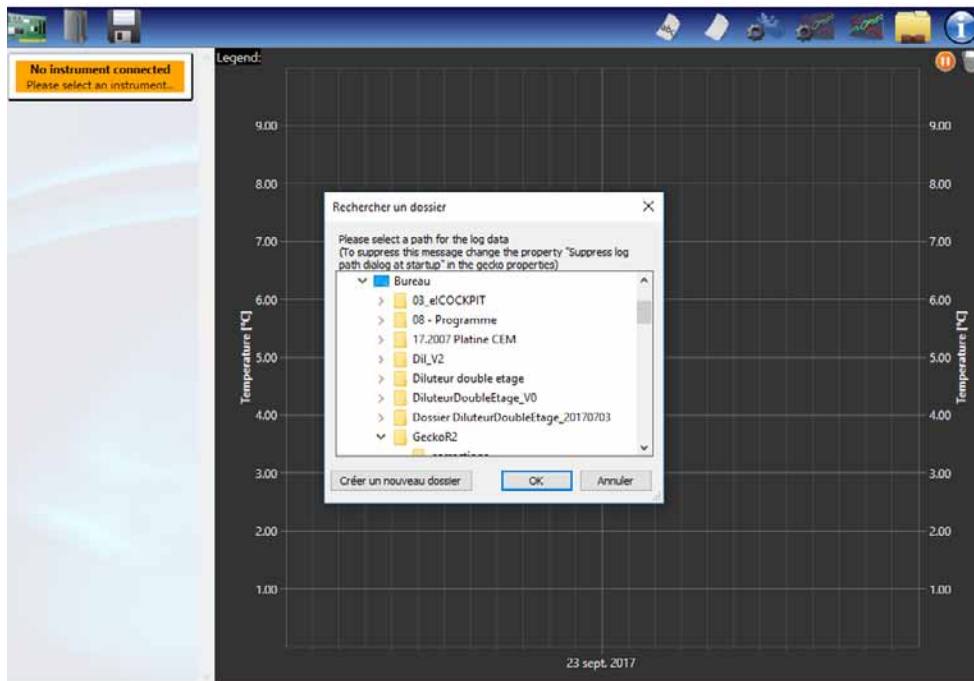 No instrument connected
Please select an instrument...
Legend:
9.00
8.00
7.00
6.00
5.00
4.00
3.00
2.00
1.00
Temperature [°C]
Rechercher un dossier
Please select a path for the log data
(To suppress this message change the property "Suppress log
path dialog at startup" in the gecko properties)
Bureau
03_elCOCKPIT
08 - Programme
17.2007 Platine CEM
Dil_V2
Diluteur double etage
DiluteurDoubleEtage_V0
Dossier DiluteurDoubleEtage_20170703
GeckoR2
Créer un nouveau dossier
OK
Annuler
9.00
8.00
7.00
6.00
5.00
4.00
3.00
2.00
1.00
Temperature [°C]
23 sept. 2017